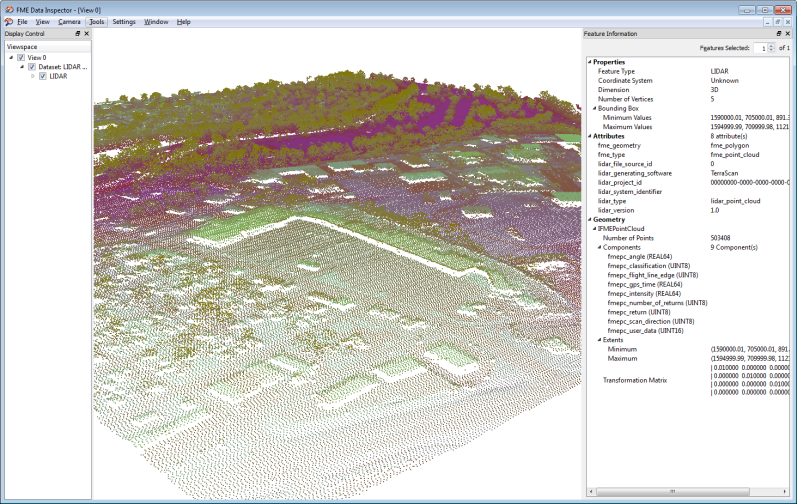 FME Data Inspector - [View 0]
File View Camera Tools Settings Window Help
Display Control
Viewspace
View 0
Dataset: LIDAR ...
LIDAR
Feature Information
Features Selected: 1 of 1
Properties
Feature Type LIDAR
Coordinate System Unknown
Dimension 3D
Number of Vertices 5
Bounding Box
Minimum Values 1590000.01, 705000.01, 891.3
Maximum Values 1594999.99, 709999.98, 1121
Attributes 8 attribute(s)
fme_geometry fme_polygon
fme_type fme_point_cloud
lidar_file_source_id 0
lidar_generating_software TerraScan
lidar_project_id 00000000-0000-0000-0000-0
lidar_system_identifier
lidar_type lidar_point_cloud
lidar_version 1.0
Geometry
IFMEPointCloud
Number of Points 503408
Components 9 Component(s)
fmepc_angle (REAL64)
fmepc_classification (UINT8)
fmepc_flight_line_edge (UINT8)
fmepc_gps_time (REAL64)
fmepc_intensity (REAL64)
fmepc_number_of_returns (UINT8)
fmepc_return (UINT8)
fmepc_scan_direction (UINT8)
fmepc_user_data (UINT16)
Extents
Minimum (1590000.01, 705000.01, 891.
Maximum (1594999.99, 709999.98, 112
| 0.010000 0.000000 0.0000
| 0.000000 0.010000 0.0000
Transformation Matrix
| 0.000000 0.000000 0.0100
| 0.000000 0.000000 0.0000